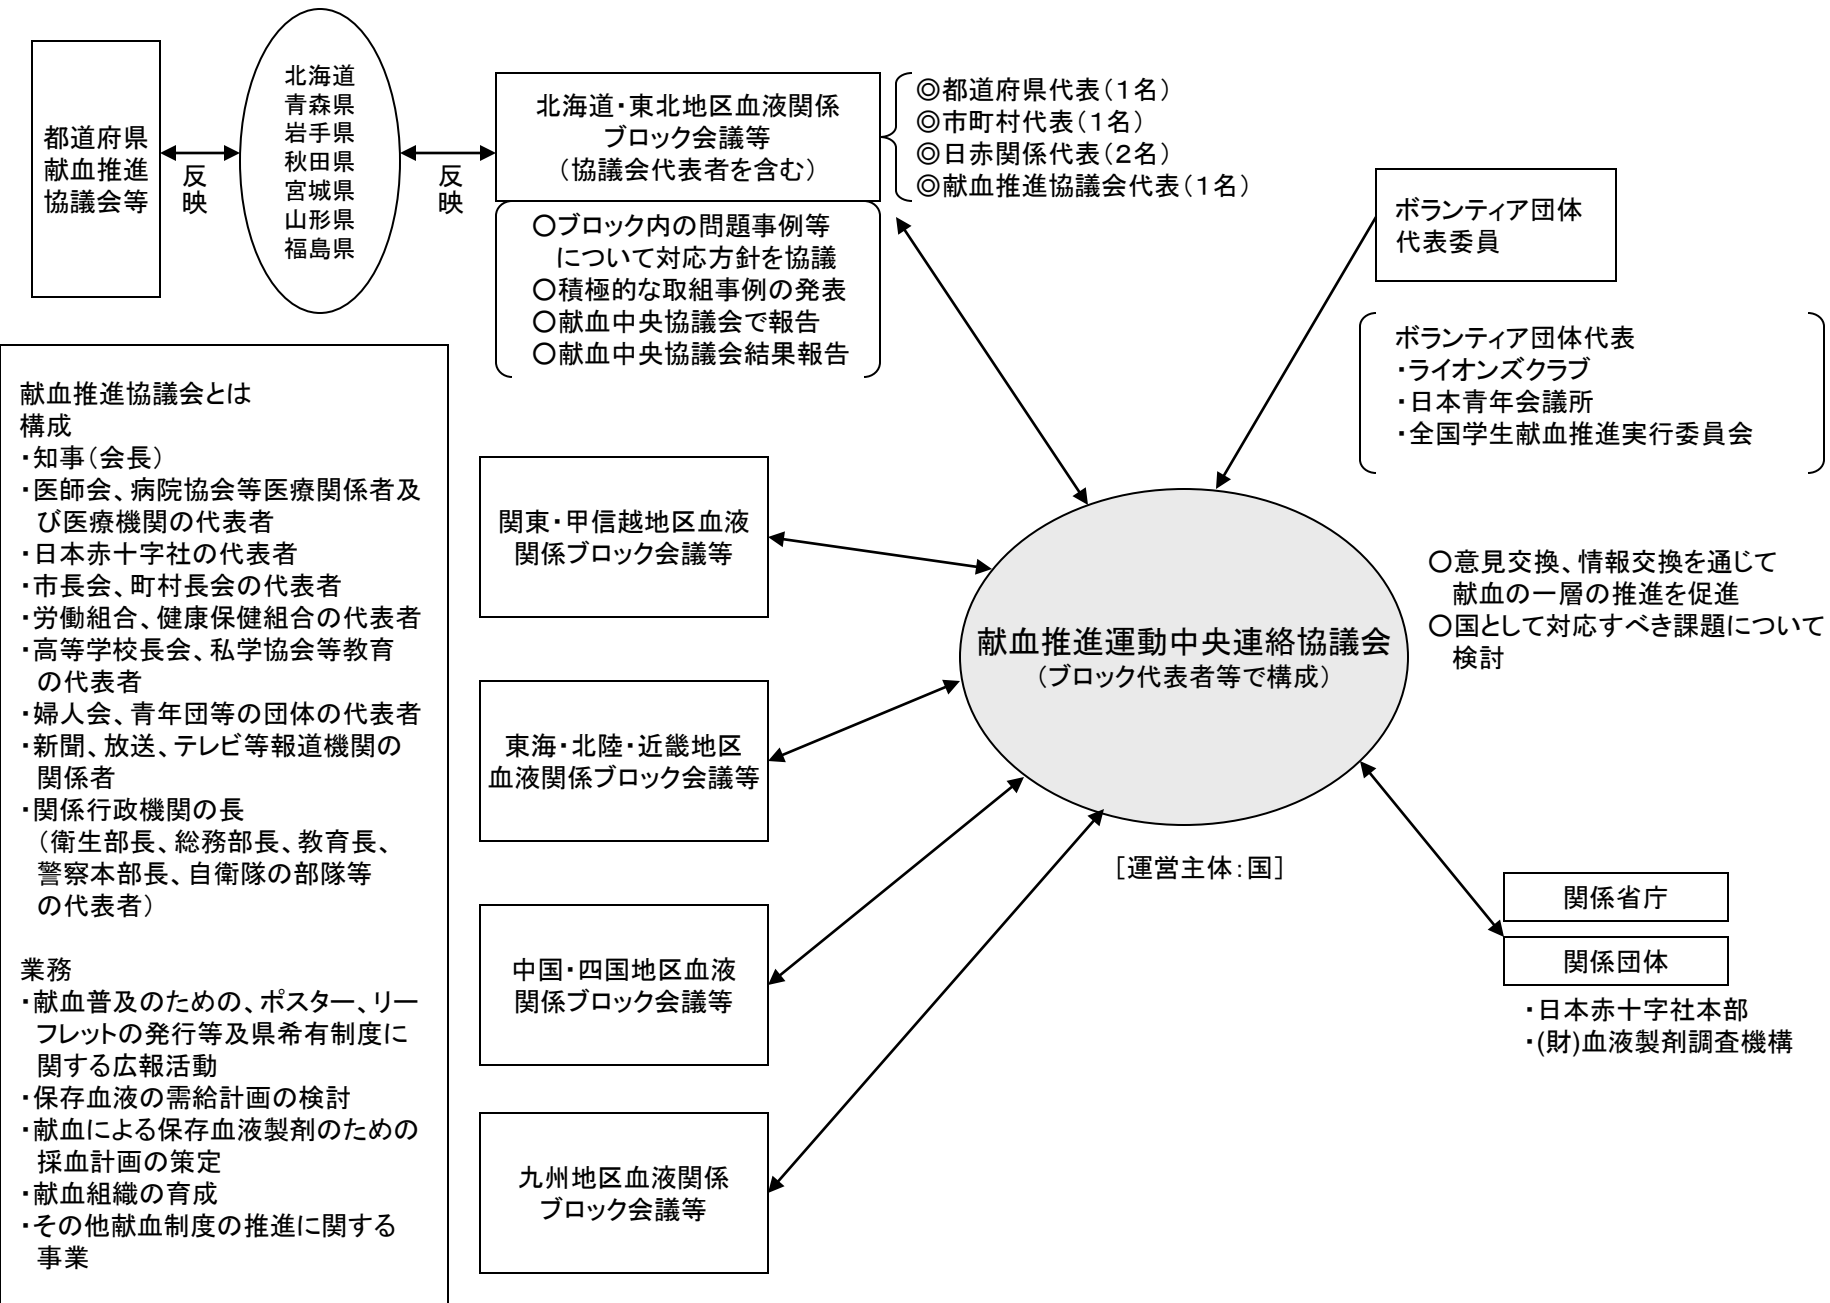 都道府県
献血推進
協議会等
反
映
北海道
青森県
岩手県
秋田県
宮城県
山形県
福島県
反
映
北海道・東北地区血液関係
ブロック会議等
（協議会代表者を含む）
◎都道府県代表（１名）
◎市町村代表（１名）
◎日赤関係代表（２名）
◎献血推進協議会代表（１名）
○ブロック内の問題事例等
について対応方針を協議
○積極的な取組事例の発表
○献血中央協議会で報告
○献血中央協議会結果報告
ボランティア団体
代表委員
ボランティア団体代表
・ライオンズクラブ
・日本青年会議所
・全国学生献血推進実行委員会
献血推進協議会とは
構成
・知事（会長）
・医師会、病院協会等医療関係者及
び医療機関の代表者
・日本赤十字社の代表者
・市長会、町村長会の代表者
・労働組合、健康保健組合の代表者
・高等学校長会、私学協会等教育
の代表者
・婦人会、青年団等の団体の代表者
・新聞、放送、テレビ等報道機関の
関係者
・関係行政機関の長
（衛生部長、総務部長、教育長、
警察本部長、自衛隊の部隊等
の代表者）
業務
・献血普及のための、ポスター、リー
フレットの発行等及県希有制度に
関する広報活動
・保存血液の需給計画の検討
・献血による保存血液製剤のための
採血計画の策定
・献血組織の育成
・その他献血制度の推進に関する
事業
関東・甲信越地区血液
関係ブロック会議等
東海・北陸・近畿地区
血液関係ブロック会議等
中国・四国地区血液
関係ブロック会議等
九州地区血液関係
ブロック会議等
献血推進運動中央連絡協議会
（ブロック代表者等で構成）
［運営主体：国］
○意見交換、情報交換を通じて
献血の一層の推進を促進
○国として対応すべき課題について
検討
関係省庁
関係団体
・日本赤十字社本部
・(財)血液製剤調査機構